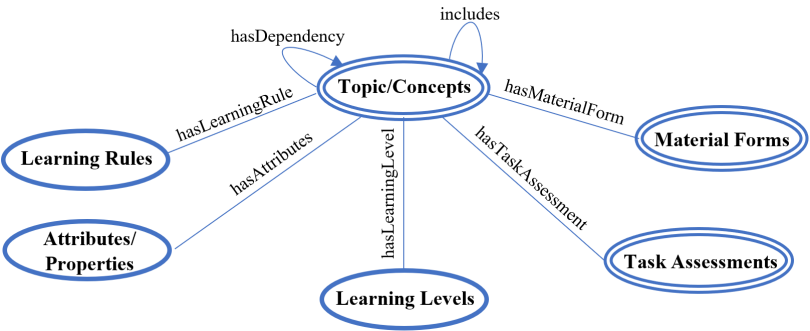 includes
hasDependency
Topic/Concepts
hasLearningRule
hasMaterialForm
hasAttributes
hasLearningLevel
hasTaskAssessment
Learning Rules
Material Forms
Attributes/
Properties
Task Assessments
Learning Levels